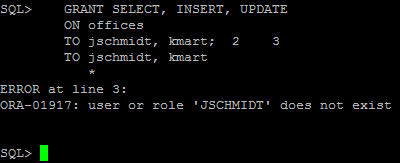 SQL> GRANT SELECT, INSERT, UPDATE
ON offices
TO jschmidt, kmart; 2 3
TO jschmidt, kmart
*
ERROR at line 3:
ORA-01917: user or role 'JSCHMIDT' does not exist
SQL>